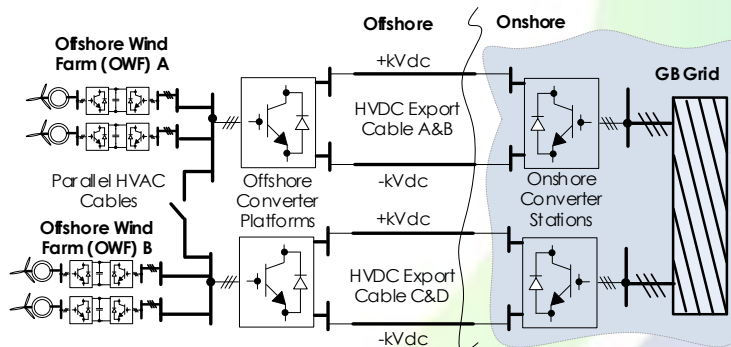 Offshore
Onshore
Offshore Wind
Farm (OWF) A
+kVdc
GB Grid
HVDC Export
Cable A&B
Parallel HVAC
Cables
Offshore
Converter
Platforms
-kVdc
Onshore
Converter
Stations
Offshore Wind
Farm (OWF) B
+kVdc
HVDC Export
Cable C&D
-kVdc